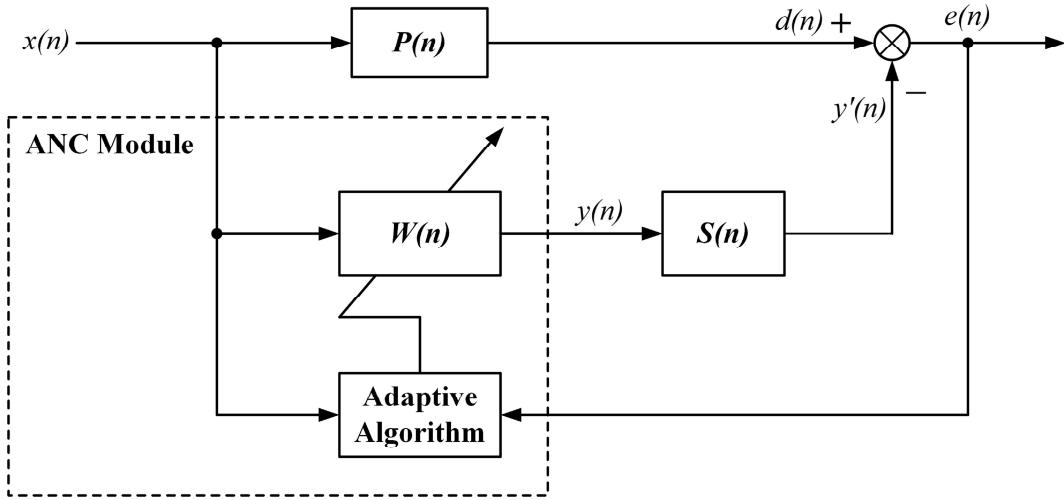 x(n)
P(n)
d(n) +
e(n)
y'(n)
−
ANC Module
W(n)
y(n)
S(n)
Adaptive
Algorithm